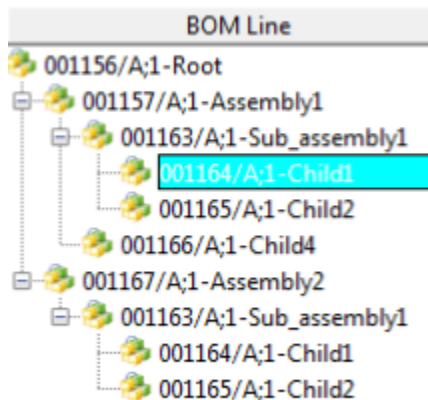 BOM Line
001156/A;1-Root
001157/A;1-Assembly1
001163/A;1-Sub_assembly1
001164/A;1-Child1
001165/A;1-Child2
001166/A;1-Child4
001167/A;1-Assembly2
001163/A;1-Sub_assembly1
001164/A;1-Child1
001165/A;1-Child2